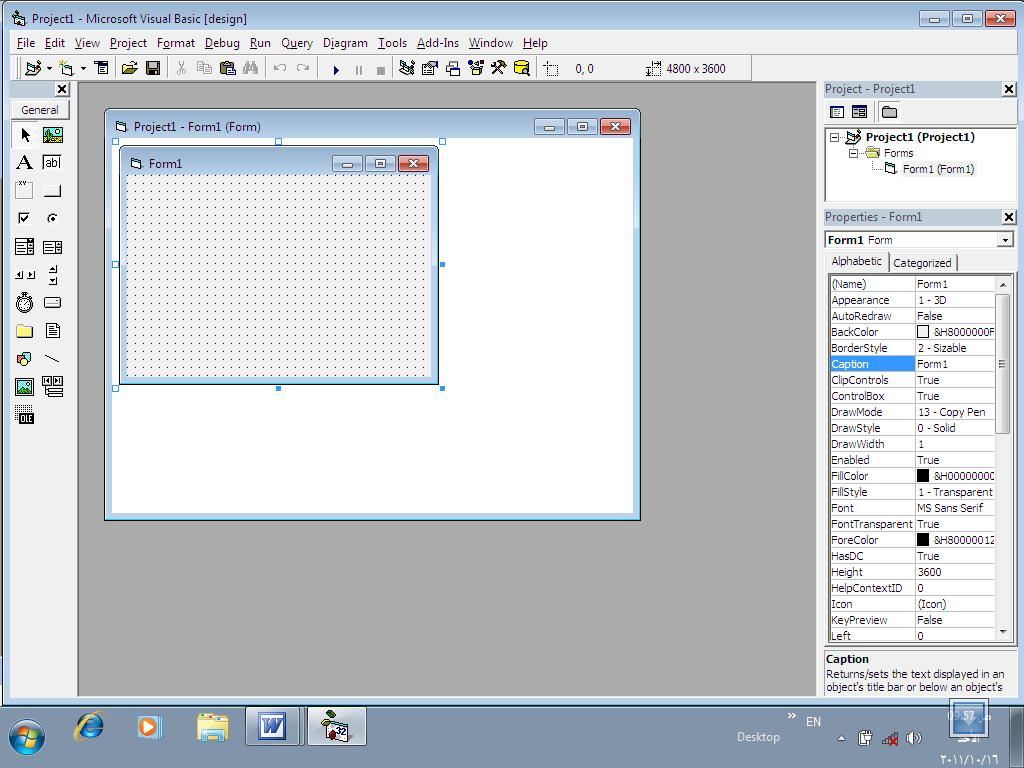 Project1 - Microsoft Visual Basic [design]
File Edit View Project Format Debug Run Query Diagram Tools Add-Ins Window Help
0, 0 4800 x 3600
General
A ab|
xy
OLE
Project1 - Form1 (Form)
Form1
Project - Project1
Project1 (Project1)
Forms
Form1 (Form1)
Properties - Form1
Form1 Form
Alphabetic Categorized
(Name) Form1
Appearance 1 - 3D
AutoRedraw False
BackColor &H8000000F
BorderStyle 2 - Sizable
Caption Form1
ClipControls True
ControlBox True
DrawMode 13 - Copy Pen
DrawStyle 0 - Solid
DrawWidth 1
Enabled True
FillColor &H00000000
FillStyle 1 - Transparent
Font MS Sans Serif
FontTransparent True
ForeColor &H80000012
HasDC True
Height 3600
HelpContextID 0
Icon (Icon)
KeyPreview False
Left 0
Caption
Returns/sets the text displayed in an
object's title bar or below an object's
W 32
Desktop » EN
09:57
٢٠١١/١٠/١٦